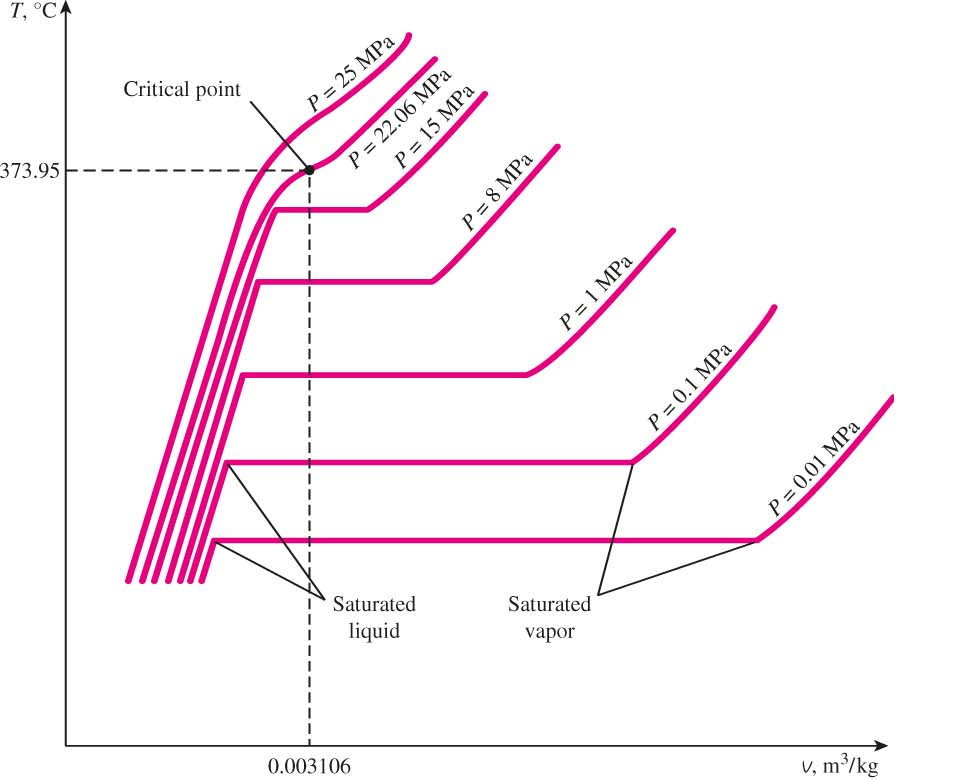 T, °C
P = 25 MPa
Critical point
P = 22.06 MPa
P = 15 MPa
373.95
P = 8 MPa
P = 1 MPa
P = 0.1 MPa
P = 0.01 MPa
Saturated
liquid
Saturated
vapor
0.003106
v, m³/kg